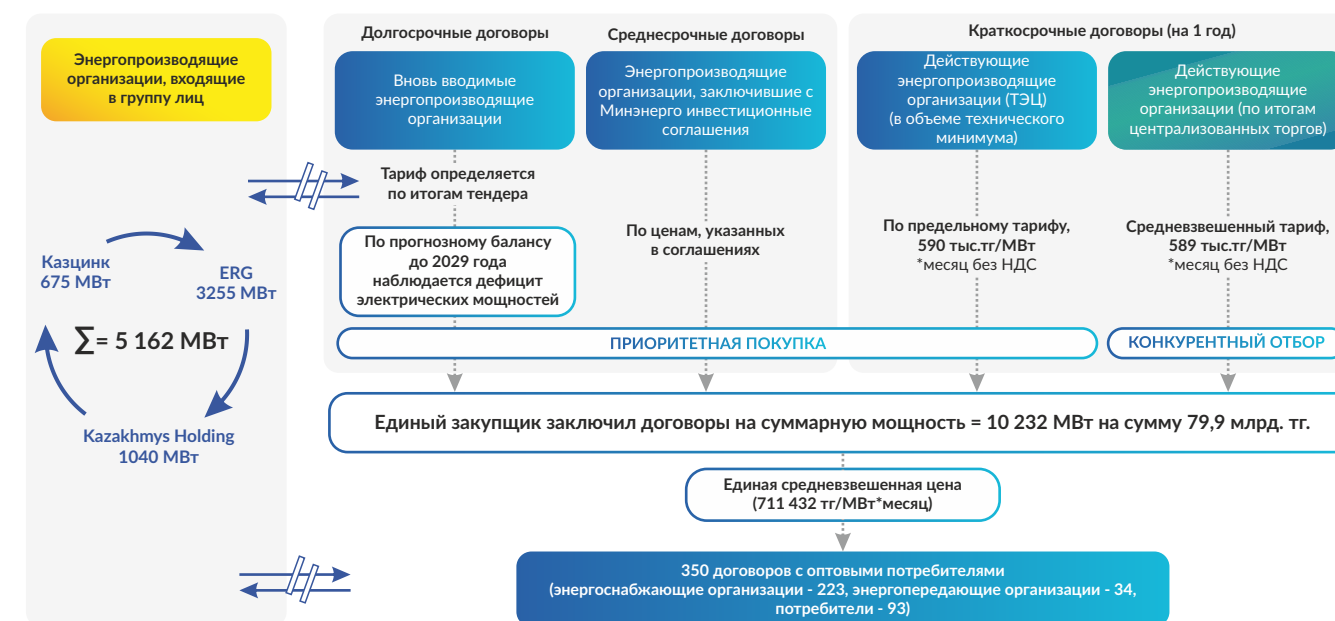 Энергопроизводящие
организации, входящие
в группу лиц
Казцинк
675 МВт
ERG
3255 МВт
∑= 5 162 МВт
Kazakhmys Holding
1040 МВт
Долгосрочные договоры
Среднесрочные договоры
Краткосрочные договоры (на 1 год)
Вновь вводимые
энергопроизводящие
организации
Энергопроизводящие
организации, заключившие с
Минэнерго инвестиционные
соглашения
Действующие
энергопроизводящие
организации (ТЭЦ)
(в объеме технического
минимума)
Действующие
энергопроизводящие
организации (по итогам
централизованных торгов)
Тариф определяется
по итогам тендера
По прогнозному балансу
до 2029 года
наблюдается дефицит
электрических мощностей
По ценам, указанных
в соглашениях
По предельному тарифу,
590 тыс.тг/МВт
*месяц без НДС
Средневзвешенный тариф,
589 тыс.тг/МВт
*месяц без НДС
ПРИОРИТЕТНАЯ ПОКУПКА
КОНКУРЕНТНЫЙ ОТБОР
Единый закупщик заключил договоры на суммарную мощность = 10 232 МВт на сумму 79,9 млрд. тг.
Единая средневзвешенная цена
(711 432 тг/МВт*месяц)
350 договоров с оптовыми потребителями
(энергоснабжающие организации - 223, энергопередающие организации - 34,
потребители - 93)